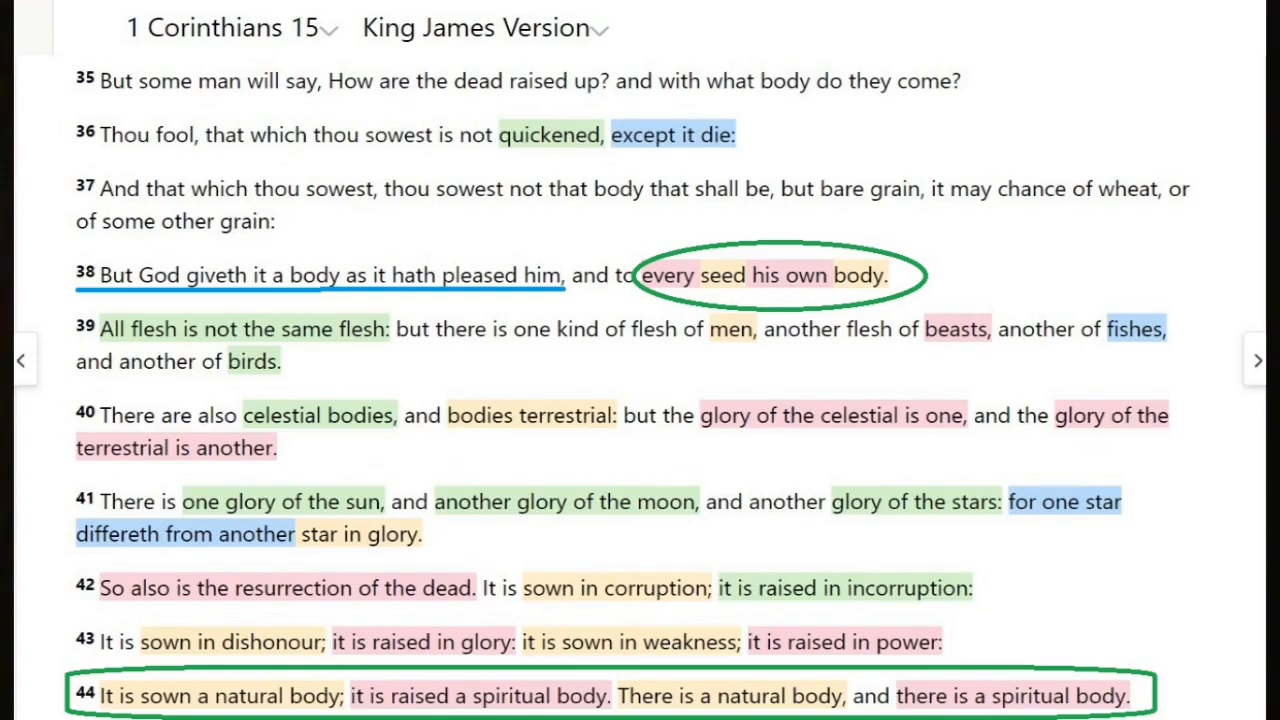 1 Corinthians 15 King James Version
35 But some man will say, How are the dead raised up? and with what body do they come?
36 Thou fool, that which thou sowest is not quickened, except it die:
37 And that which thou sowest, thou sowest not that body that shall be, but bare grain, it may chance of wheat, or
of some other grain:
38 But God giveth it a body as it hath pleased him, and to every seed his own body.
39 All flesh is not the same flesh: but there is one kind of flesh of men, another flesh of beasts, another of fishes,
and another of birds.
40 There are also celestial bodies, and bodies terrestrial: but the glory of the celestial is one, and the glory of the
terrestrial is another.
41 There is one glory of the sun, and another glory of the moon, and another glory of the stars: for one star
differeth from another star in glory.
42 So also is the resurrection of the dead. It is sown in corruption; it is raised in incorruption:
43 It is sown in dishonour; it is raised in glory: it is sown in weakness; it is raised in power:
44 It is sown a natural body; it is raised a spiritual body. There is a natural body, and there is a spiritual body.